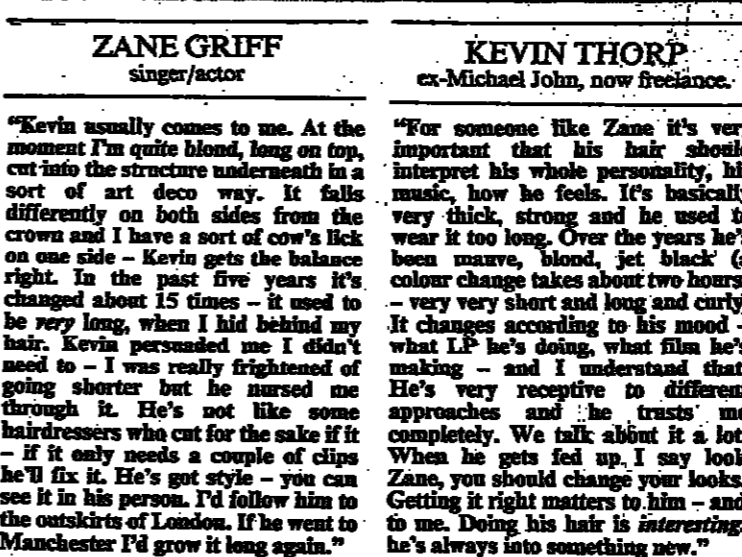 ZANE GRIFF
singer/actor
“Kevin usually comes to me. At the
moment I’m quite blond, long on top,
cut into the structure underneath in a
sort of art deco way. It falls
differently on both sides from the
crown and I have a sort of cow’s lick
on one side – Kevin gets the balance
right. In the past five years it’s
changed about 15 times – it used to
be very long, when I hid behind my
hair. Kevin persuaded me I didn’t
need to – I was really frightened of
going shorter but he nursed me
through it. He’s not like some
hairdressers who cut for the sake if it
– if it only needs a couple of clips
he’ll fix it. He’s got style – you can
see it in his person. I’d follow him to
the outskirts of London. If he went to
Manchester I’d grow it long again.”
KEVIN THORP
ex-Michael John, now freelance.
“For someone like Zane it’s ver
important that his hair shoul
interpret his whole personality, hi
music, how he feels. It’s basicall
very thick, strong and he used t
wear it too long. Over the years he’
been mauve, blond, jet black (
colour change takes about two hours
– very very short and long and curly
It changes according to his mood –
what LP he’s doing, what film he’
making – and I understand that
He’s very receptive to differen
approaches and he trusts m
completely. We talk about it a lot
When he gets fed up, I say look
Zane, you should change your looks.
Getting it right matters to him – and
to me. Doing his hair is interesting:
he’s always into something new.”